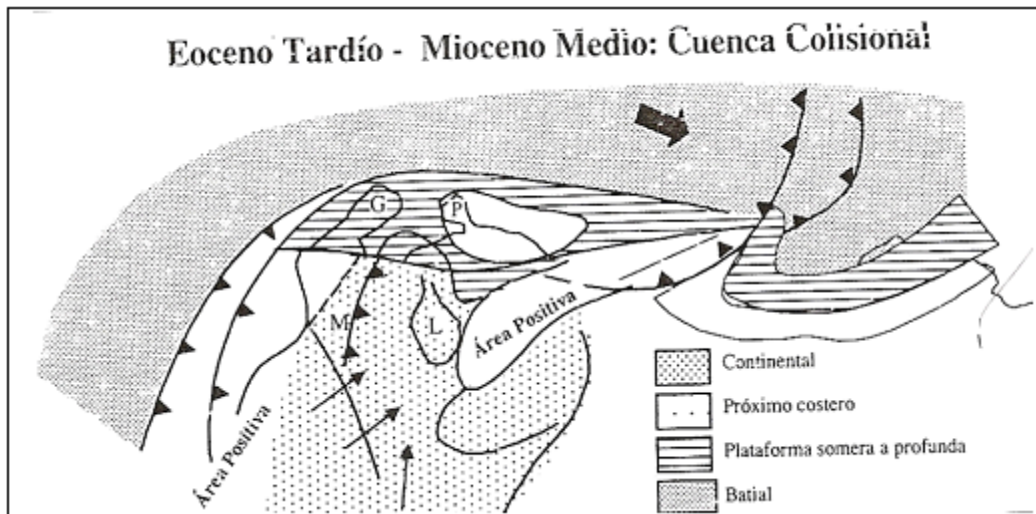 Eoceno Tardío - Mioceno Medio: Cuenca Colisional
G
P
M
L
Área Positiva
Área Positiva
Continental
Próximo costero
Plataforma somera a profunda
Batial